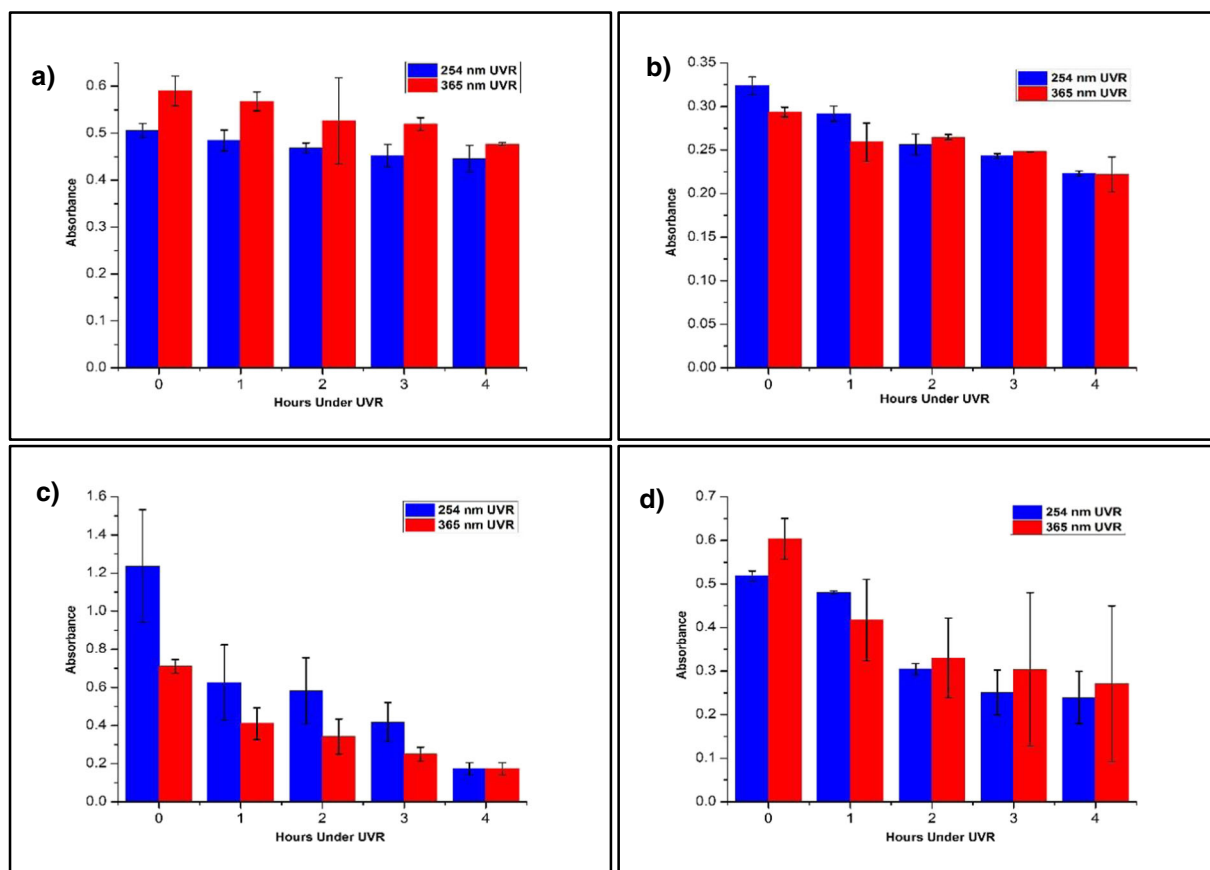 a)
254 nm UVR
365 nm UVR
0.6
0.5
0.4
0.3
0.2
0.1
0.0
Absorbance
0 1 2 3 4
Hours Under UVR
b)
254 nm UVR
365 nm UVR
0.35
0.30
0.25
0.20
0.15
0.10
0.05
0.00
Absorbance
0 1 2 3 4
Hours Under UVR
c)
254 nm UVR
365 nm UVR
1.6
1.4
1.2
1.0
0.8
0.6
0.4
0.2
0.0
Absorbance
0 1 2 3 4
Hours Under UVR
d)
254 nm UVR
365 nm UVR
0.7
0.6
0.5
0.4
0.3
0.2
0.1
0.0
Absorbance
0 1 2 3 4
Hours Under UVR